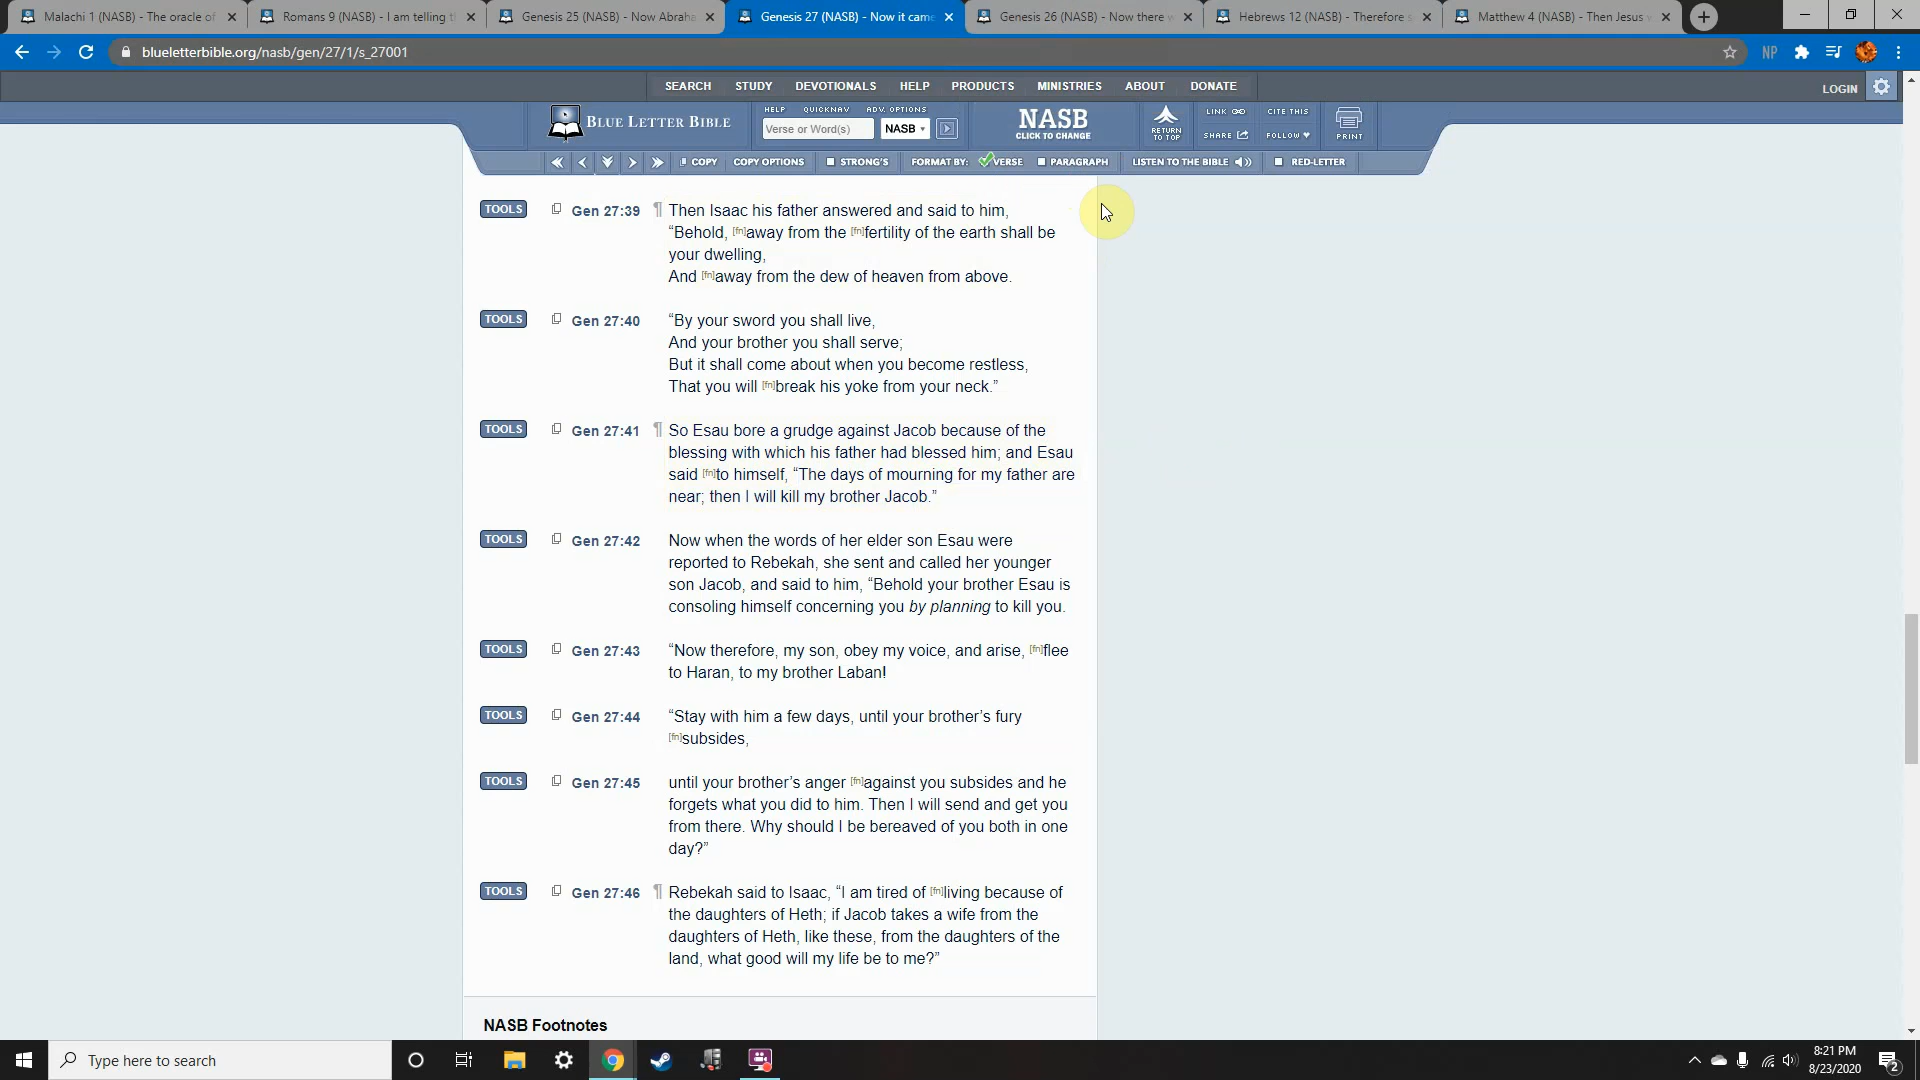 Malachi 1 (NASB) - The oracle of
Romans 9 (NASB) - I am telling t
Genesis 25 (NASB) - Now Abraha
Genesis 27 (NASB) - Now it came
Genesis 26 (NASB) - Now there
Hebrews 12 (NASB) - Therefore
Matthew 4 (NASB) - Then Jesus
blueletterbible.org/nasb/gen/27/1/s_27001
NP
SEARCH STUDY DEVOTIONALS HELP PRODUCTS MINISTRIES ABOUT DONATE
LOGIN
BLUE LETTER BIBLE
HELP QUICKNAV ADV. OPTIONS
Verse or Word(s) NASB
NASB
CLICK TO CHANGE
RETURN
TO TOP
LINK CITE THIS
SHARE FOLLOW
PRINT
COPY COPY OPTIONS STRONG'S FORMAT BY: VERSE PARAGRAPH LISTEN TO THE BIBLE RED-LETTER
TOOLS Gen 27:39 ¶ Then Isaac his father answered and said to him,
“Behold, [fn]away from the [fn]fertility of the earth shall be
your dwelling,
And [fn]away from the dew of heaven from above.
TOOLS Gen 27:40 “By your sword you shall live,
And your brother you shall serve;
But it shall come about when you become restless,
That you will [fn]break his yoke from your neck.”
TOOLS Gen 27:41 ¶ So Esau bore a grudge against Jacob because of the
blessing with which his father had blessed him; and Esau
said [fn]to himself, “The days of mourning for my father are
near; then I will kill my brother Jacob.”
TOOLS Gen 27:42 Now when the words of her elder son Esau were
reported to Rebekah, she sent and called her younger
son Jacob, and said to him, “Behold your brother Esau is
consoling himself concerning you by planning to kill you.
TOOLS Gen 27:43 “Now therefore, my son, obey my voice, and arise, [fn]flee
to Haran, to my brother Laban!
TOOLS Gen 27:44 “Stay with him a few days, until your brother’s fury
[fn]subsides,
TOOLS Gen 27:45 until your brother’s anger [fn]against you subsides and he
forgets what you did to him. Then I will send and get you
from there. Why should I be bereaved of you both in one
day?”
TOOLS Gen 27:46 ¶ Rebekah said to Isaac, “I am tired of [fn]living because of
the daughters of Heth; if Jacob takes a wife from the
daughters of Heth, like these, from the daughters of the
land, what good will my life be to me?”
NASB Footnotes
Type here to search
8:21 PM
8/23/2020
2